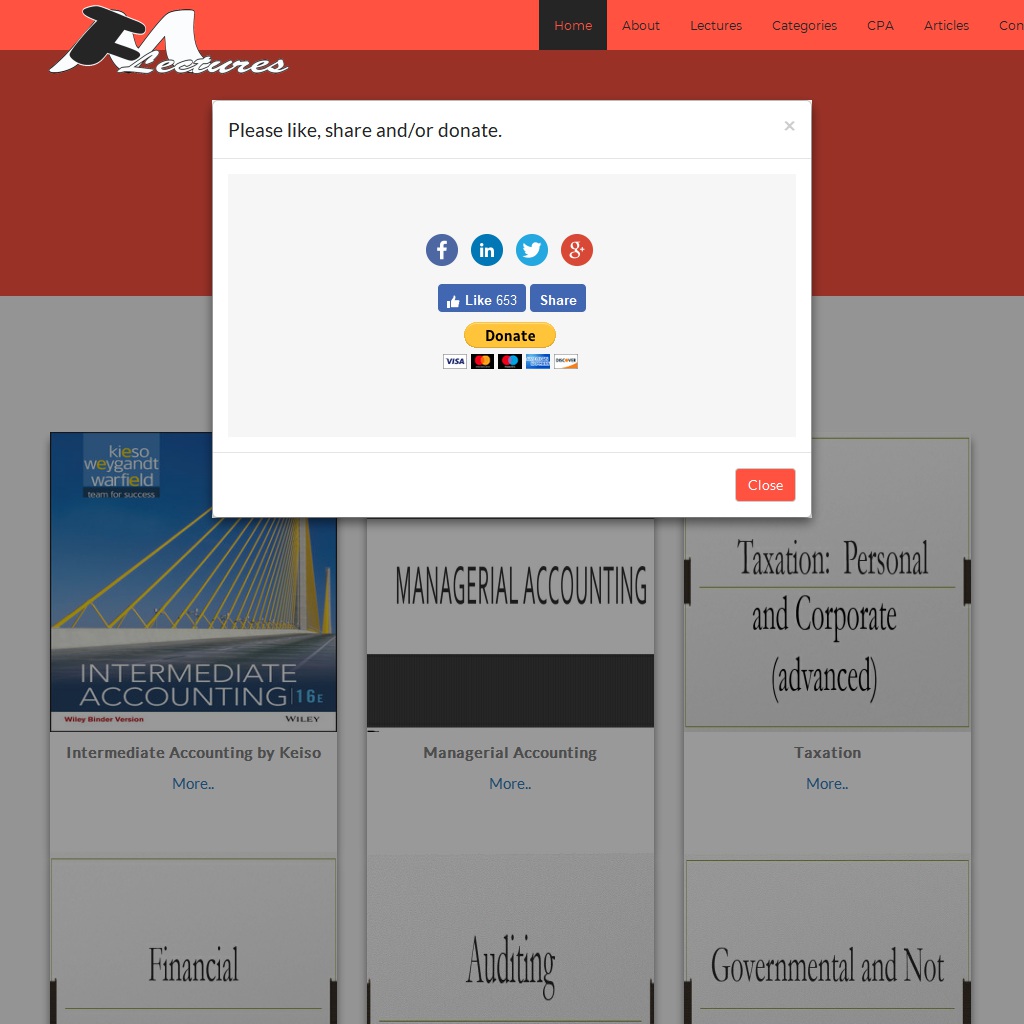 FA
Lectures
Home About Lectures Categories CPA Articles Con
Please like, share and/or donate.
×
f in g+
Like 653 Share
Donate
VISA DISCOVER
Close
kieso
weygandt
warfield
team for success
INTERMEDIATE
ACCOUNTING 16E
Wiley Binder Version WILEY
MANAGERIAL ACCOUNTING
Taxation: Personal
and Corporate
(advanced)
Intermediate Accounting by Keiso
More..
Managerial Accounting
More..
Taxation
More..
Financial
Auditing
Governmental and Not